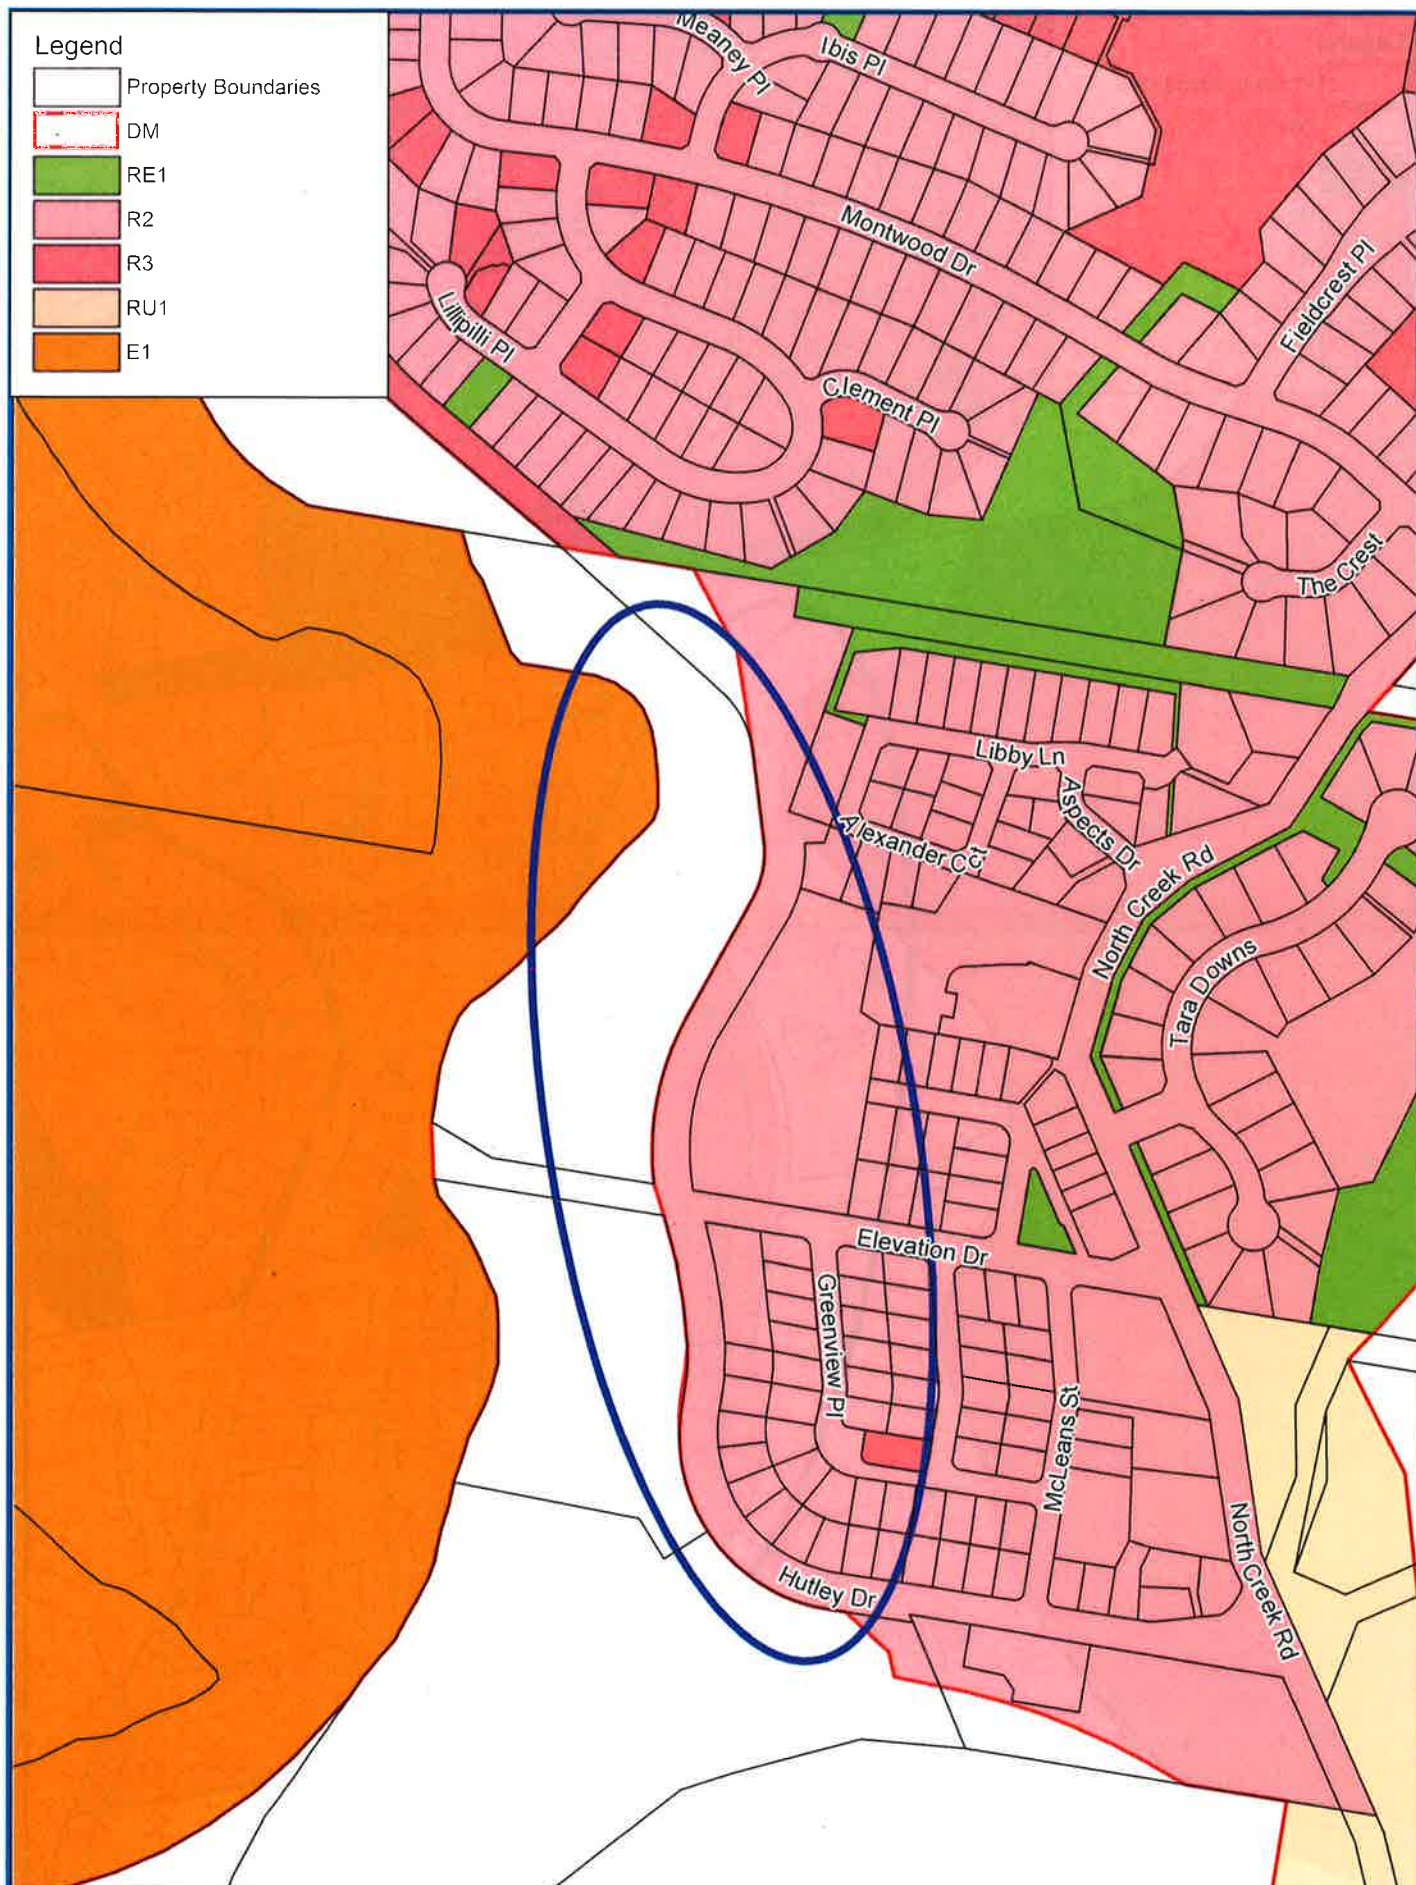 Legend
Property Boundaries
DM
RE1
R2
R3
RU1
E1
Meaney Pl
Ibis Pl
Montwood Dr
Fieldcrest Pl
Lillipilli Pl
Clement Pl
The Crest
Libby Ln
Aspects Dr
Alexander Cct
North Creek Rd
Tara Downs
Elevation Dr
Greenview Pl
McLeans St
Hutley Dr
North Creek Rd